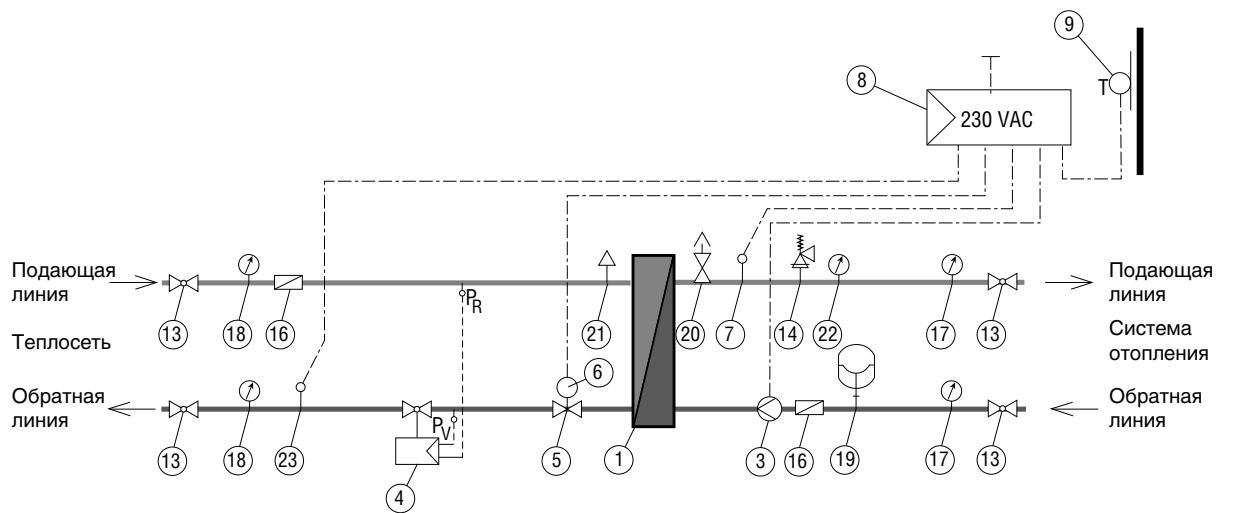 9
8
T
230 VAC
Подающая
линия
13
18
16
P
R
21
20
7
14
22
17
13
Подающая
линия
Теплосеть
Система
отопления
6
Обратная
линия
P
V
Обратная
линия
13
18
23
4
5
1
3
16
19
17
13